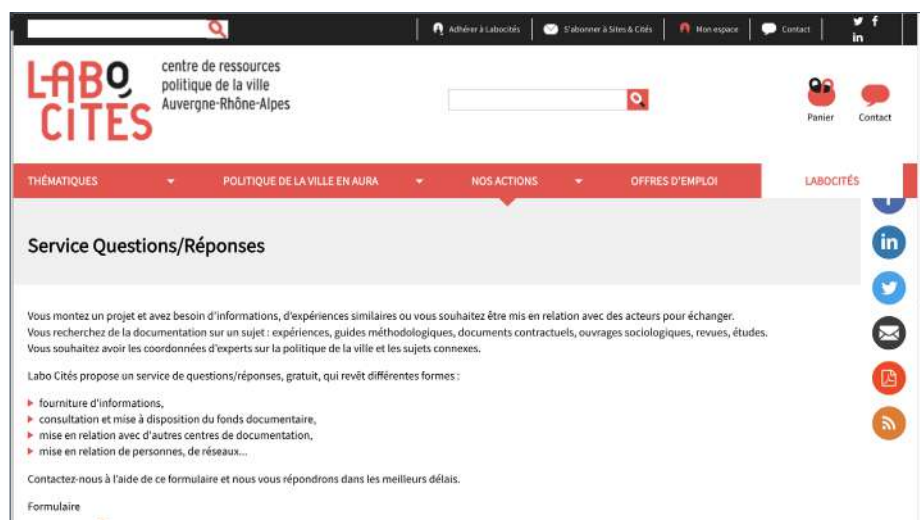 Adhérer à Labocités
S'abonner à Sites & Cités
Mon espace
Contact
LABO
CITÉS
centre de ressources
politique de la ville
Auvergne-Rhône-Alpes
Panier
Contact
THÉMATIQUES
POLITIQUE DE LA VILLE EN AURA
NOS ACTIONS
OFFRES D'EMPLOI
LABOCITÉS
Service Questions/Réponses
Vous montez un projet et avez besoin d'informations, d'expériences similaires ou vous souhaitez être mis en relation avec des acteurs pour échanger.
Vous recherchez de la documentation sur un sujet : expériences, guides méthodologiques, documents contractuels, ouvrages sociologiques, revues, études.
Vous souhaitez avoir les coordonnées d'experts sur la politique de la ville et les sujets connexes.
Labo Cités propose un service de questions/réponses, gratuit, qui revêt différentes formes :
fourniture d'informations,
consultation et mise à disposition du fonds documentaire,
mise en relation avec d'autres centres de documentation,
mise en relation de personnes, de réseaux...
Contactez-nous à l'aide de ce formulaire et nous vous répondrons dans les meilleurs délais.
Formulaire